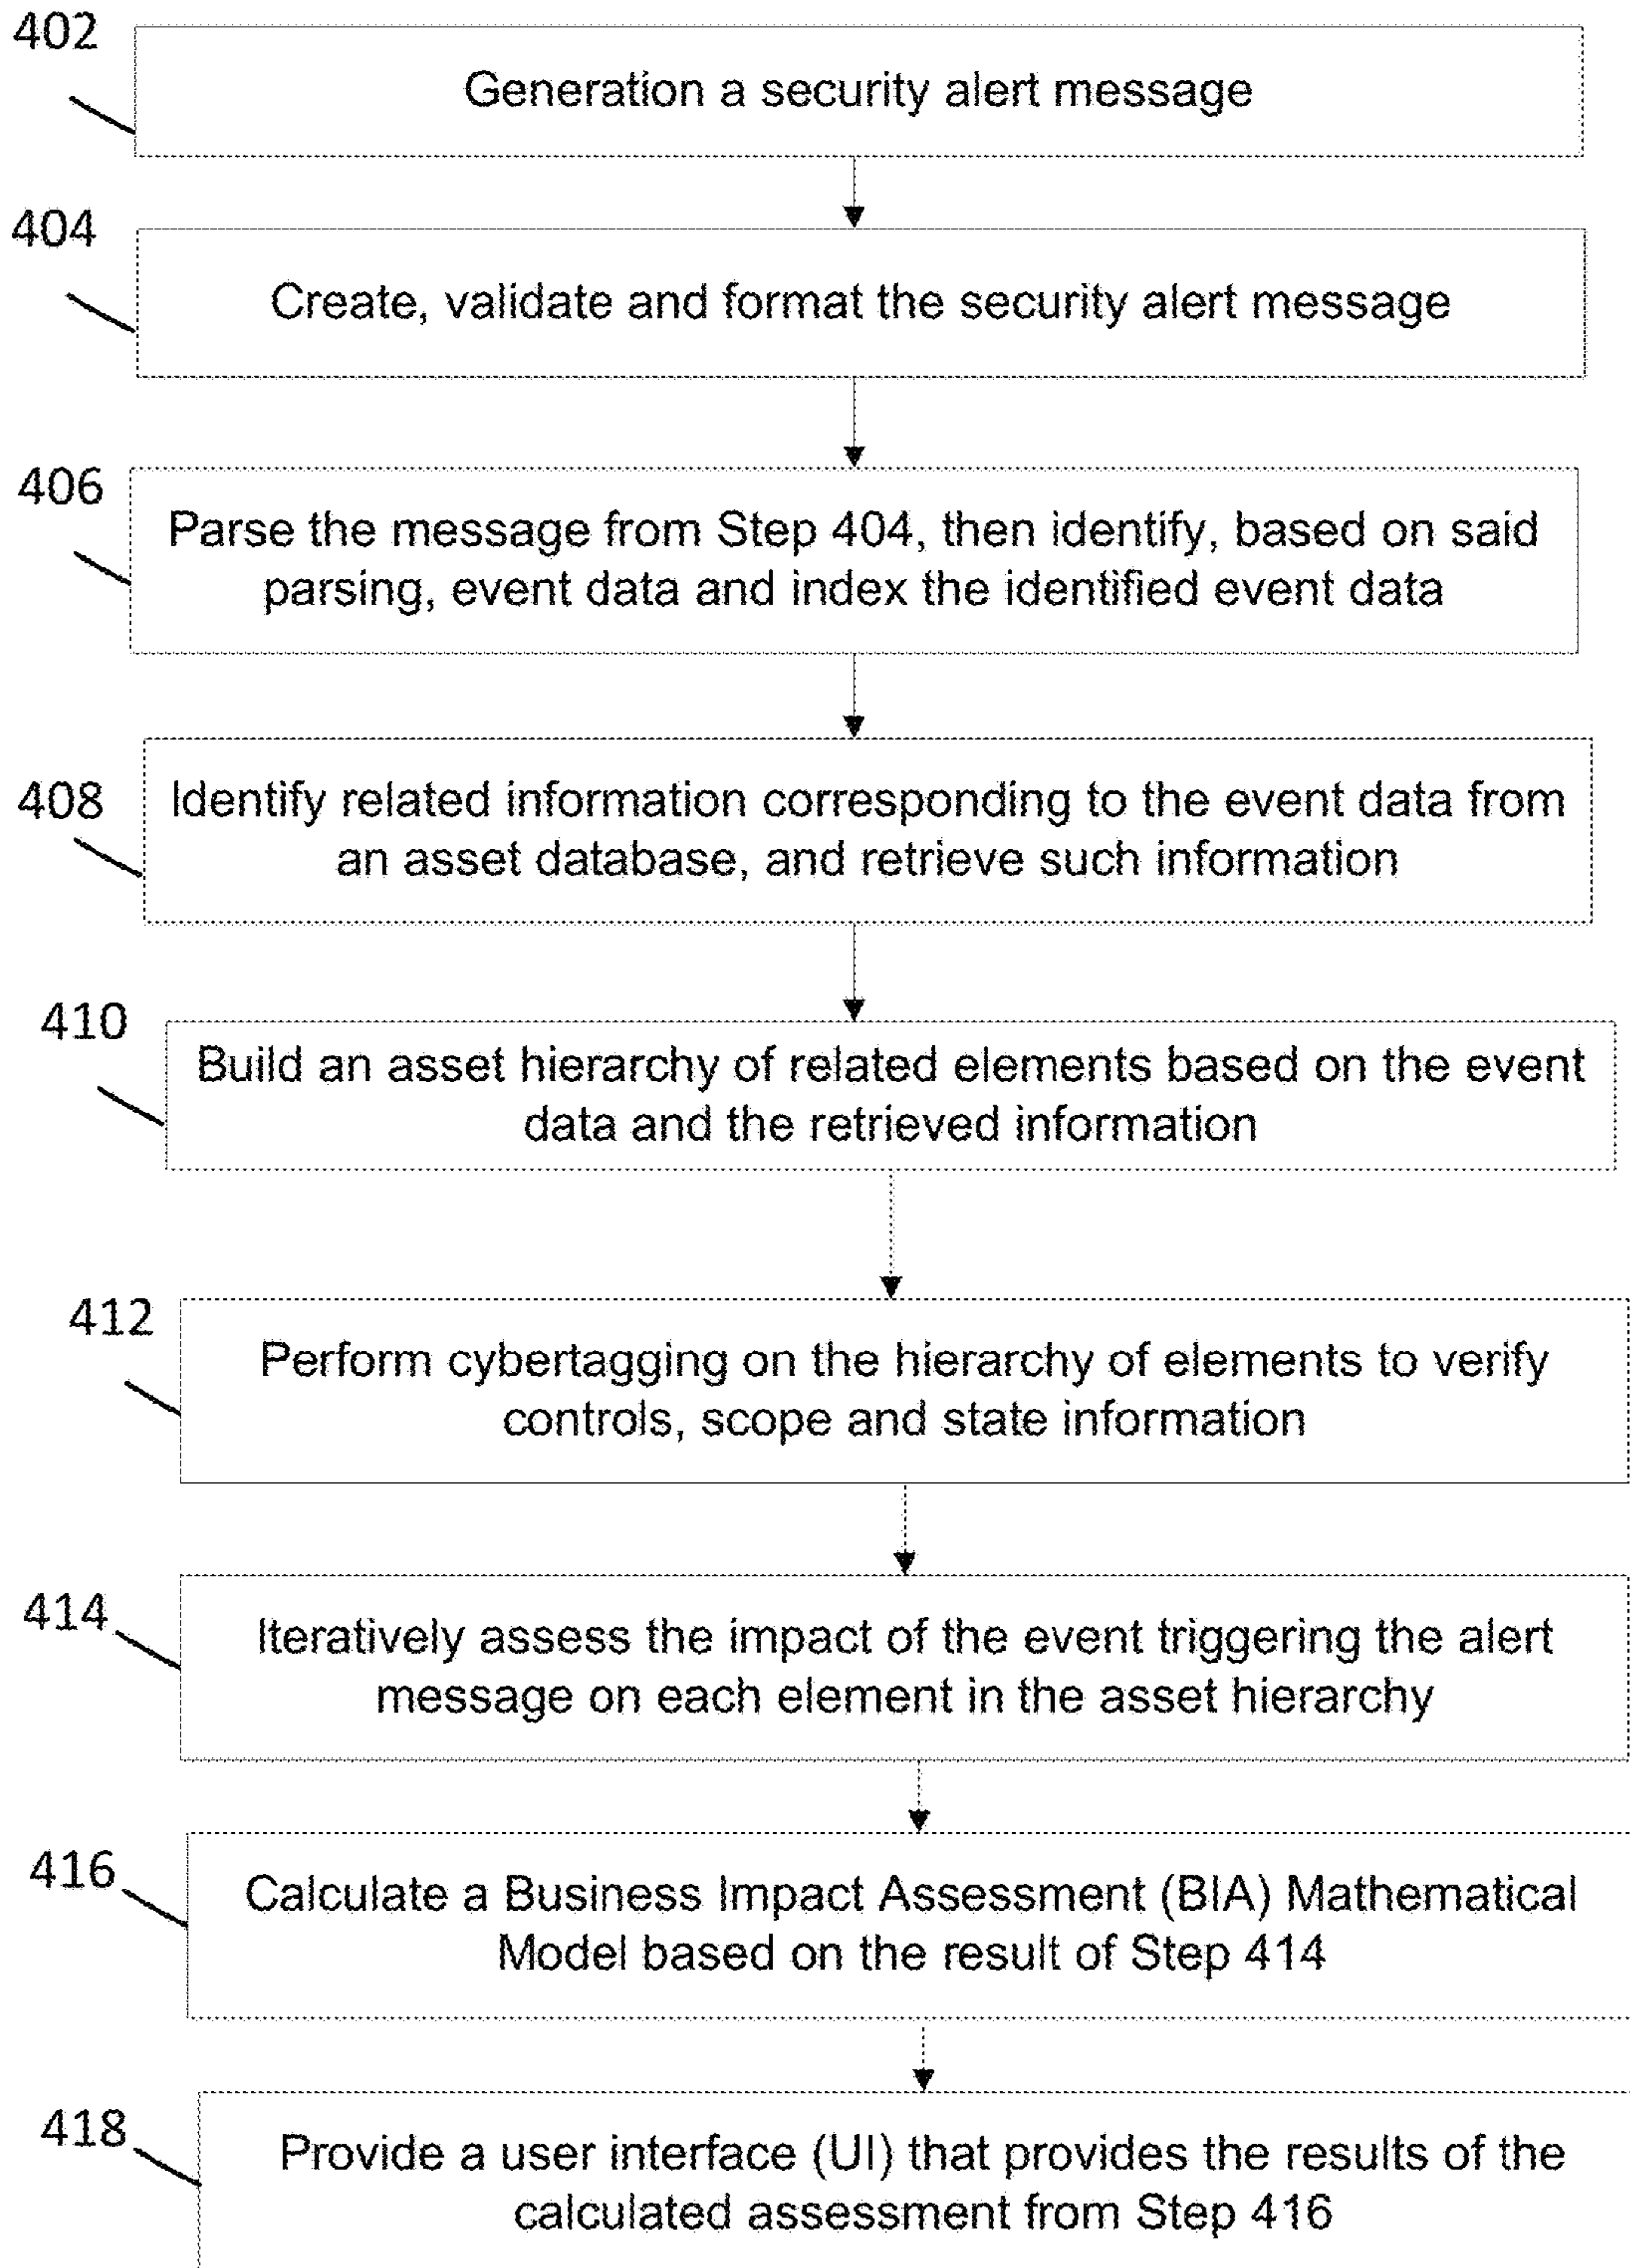 402
Generation a security alert message
404
Create, validate and format the security alert message
406
Parse the message from Step 404, then identify, based on said
parsing, event data and index the identified event data
408
Identify related information corresponding to the event data from
an asset database, and retrieve such information
410
Build an asset hierarchy of related elements based on the event
data and the retrieved information
412
Perform cybertagging on the hierarchy of elements to verify
controls, scope and state information
414
Iteratively assess the impact of the event triggering the alert
message on each element in the asset hierarchy
416
Calculate a Business Impact Assessment (BIA) Mathematical
Model based on the result of Step 414
418
Provide a user interface (UI) that provides the results of the
calculated assessment from Step 416